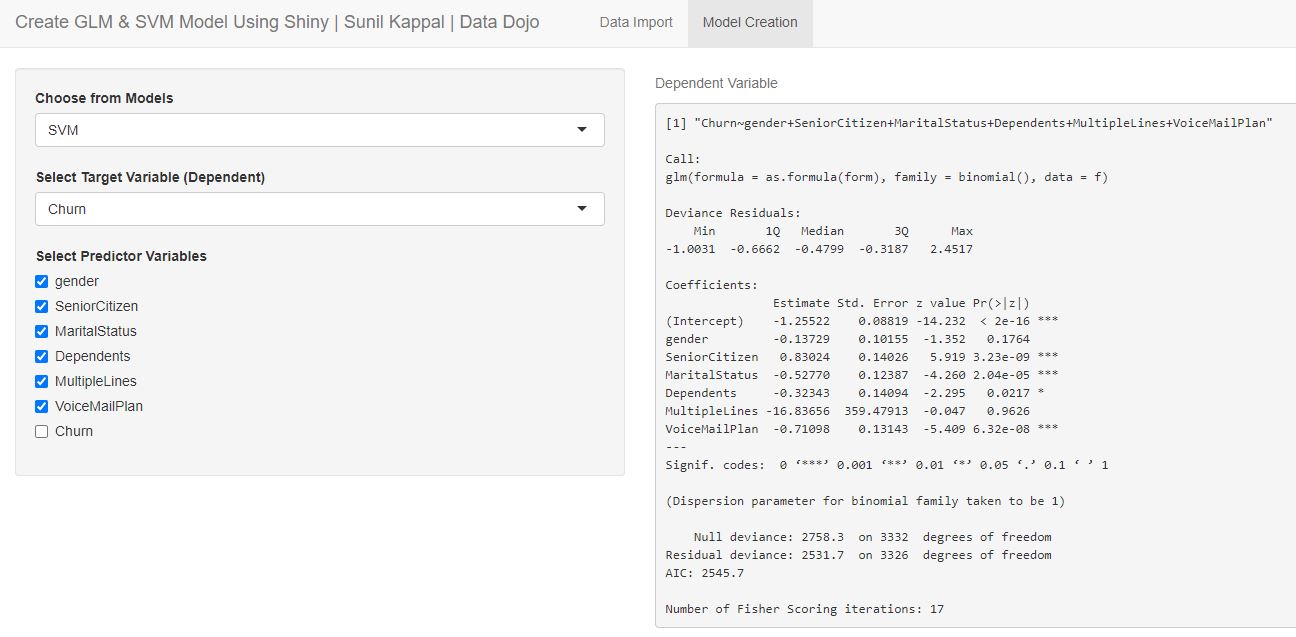 Create GLM & SVM Model Using Shiny | Sunil Kappal | Data Dojo
Data Import
Model Creation
Choose from Models
SVM
Select Target Variable (Dependent)
Churn
Select Predictor Variables
gender
SeniorCitizen
MaritalStatus
Dependents
MultipleLines
VoiceMailPlan
Churn
Dependent Variable
[1] "Churn~gender+SeniorCitizen+MaritalStatus+Dependents+MultipleLines+VoiceMailPlan"
Call:
glm(formula = as.formula(form), family = binomial(), data = f)
Deviance Residuals:
    Min       1Q   Median       3Q      Max
-1.0031  -0.6662  -0.4799  -0.3187   2.4517
Coefficients:
               Estimate Std. Error z value Pr(>|z|)
(Intercept)    -1.25522    0.08819 -14.232  < 2e-16 ***
gender         -0.13729    0.10155  -1.352   0.1764
SeniorCitizen   0.83024    0.14026   5.919 3.23e-09 ***
MaritalStatus  -0.52770    0.12387  -4.260 2.04e-05 ***
Dependents     -0.32343    0.14094  -2.295   0.0217 *
MultipleLines -16.83656  359.47913  -0.047   0.9626
VoiceMailPlan  -0.71098    0.13143  -5.409 6.32e-08 ***
---
Signif. codes:  0 ‘***’ 0.001 ‘**’ 0.01 ‘*’ 0.05 ‘.’ 0.1 ‘ ’ 1
(Dispersion parameter for binomial family taken to be 1)
    Null deviance: 2758.3  on 3332  degrees of freedom
Residual deviance: 2531.7  on 3326  degrees of freedom
AIC: 2545.7
Number of Fisher Scoring iterations: 17